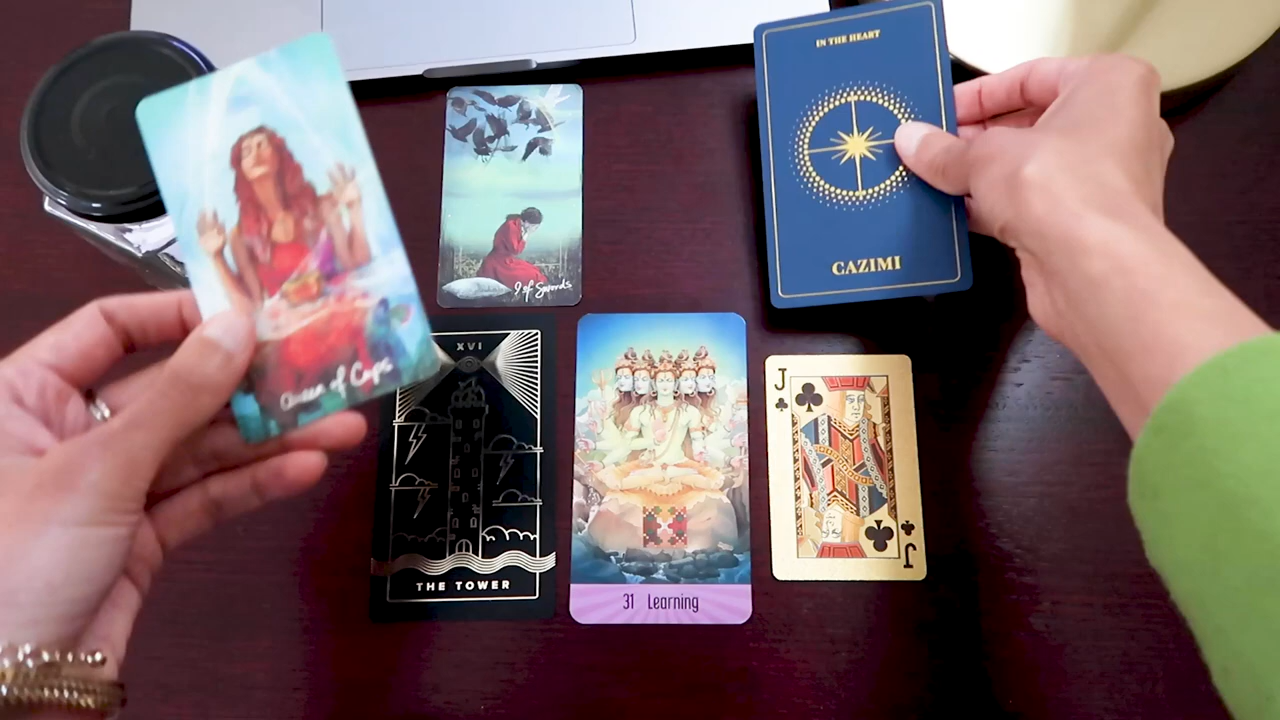 IN THE HEART
CAZIMI
Queen of Cups
9 of Swords
XVI
THE TOWER
31 Learning
J
J